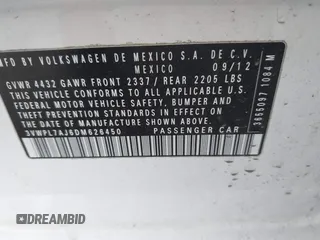 MFD BY VOLKSWAGEN DE MEXICO S.A. DE C.V.
MEXICO 09/12
GVWR 4432 GAWR FRONT 2337 / REAR 2205 LBS
THIS VEHICLE CONFORMS TO ALL APPLICABLE
FEDERAL MOTOR VEHICLE SAFETY, BUMPER AND
THEFT PREVENTION STANDARDS IN EFFECT ON
THE DATE OF MANUFACTURE SHOWN ABOVE.
3VWPL7AJ6DM626450 PASSENGER CAR
3655097 1084 M
DREAMBID